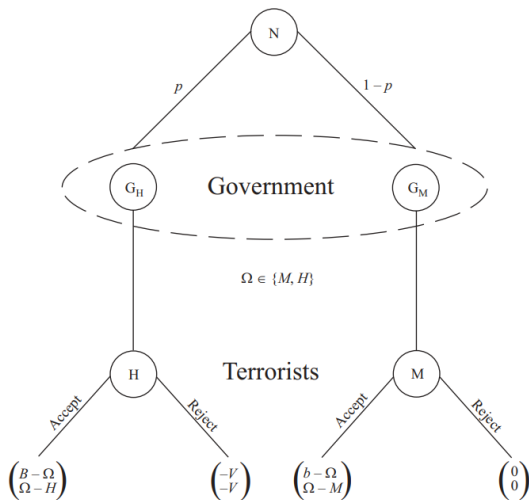 N
p
1 – p
G_H
Government
G_M
Ω ∈ {M, H}
H
Terrorists
M
Accept
Reject
Accept
Reject
(B – Ω
Ω – H)
(–V
–V)
(b – Ω
Ω – M)
(0
0)